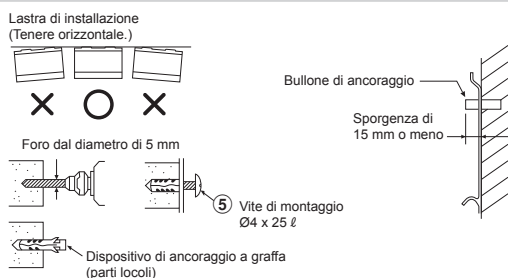 Lastra di installazione
(Tenere orizzontale.)
Foro dal diametro di 5 mm
5 Vite di montaggio
Ø4 x 25 ℓ
Dispositivo di ancoraggio a graffa
(parti locoli)
Bullone di ancoraggio
Sporgenza di
15 mm o meno